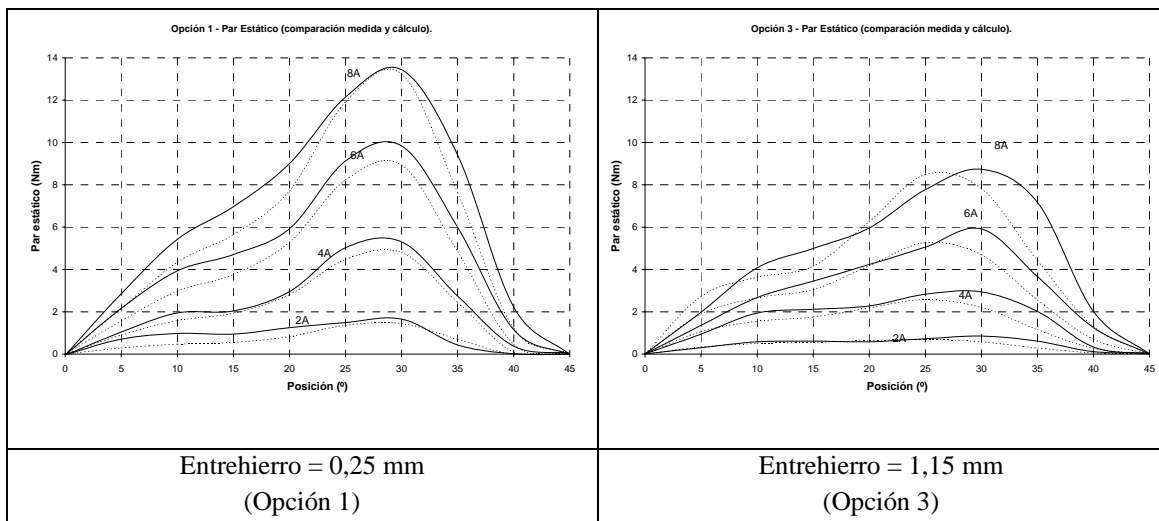 Opción 1 - Par Estático (comparación medida y cálculo).
14
12
10
8
6
4
2
0
Par estático (Nm)
8A
6A
4A
2A
0 5 10 15 20 25 30 35 40 45
Posición (º)
Opción 3 - Par Estático (comparación medida y cálculo).
14
12
10
8
6
4
2
0
Par estático (Nm)
8A
6A
4A
2A
0 5 10 15 20 25 30 35 40 45
Posición (º)
Entrehierro = 0,25 mm
(Opción 1)
Entrehierro = 1,15 mm
(Opción 3)